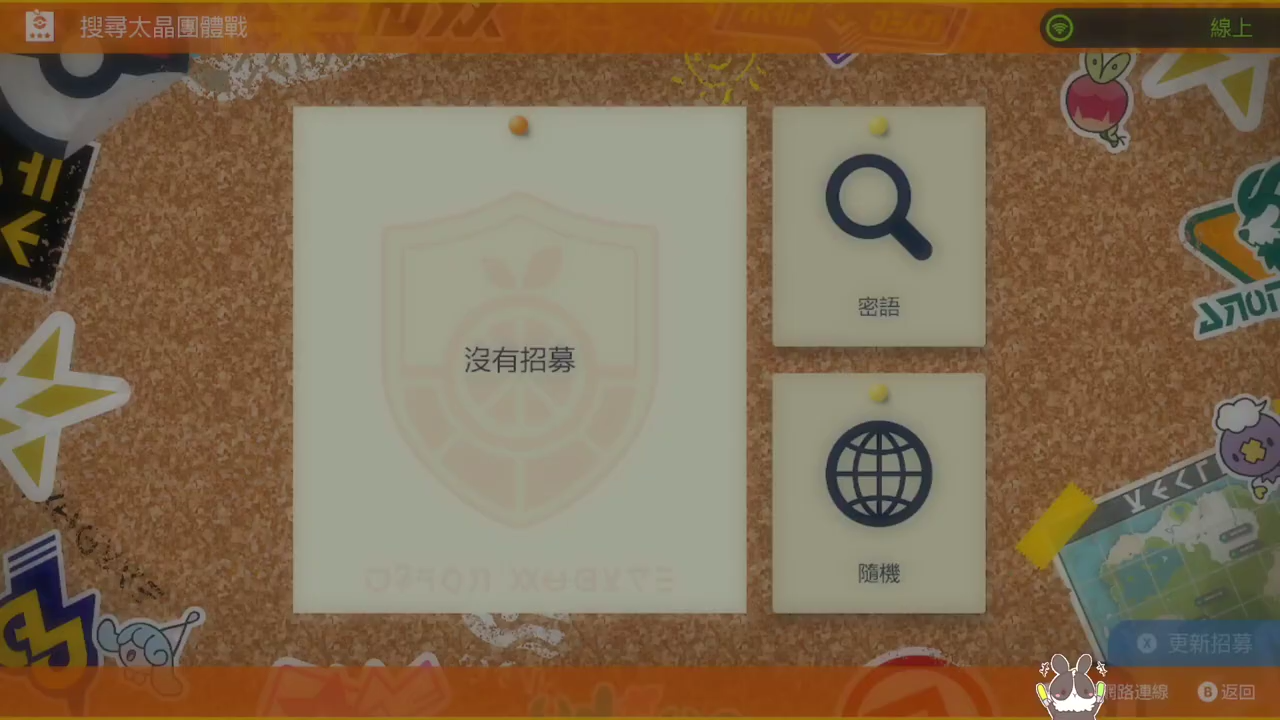 搜尋太晶團體戰
線上
沒有招募
密語
隨機
X 更新招募
網路連線
B 返回